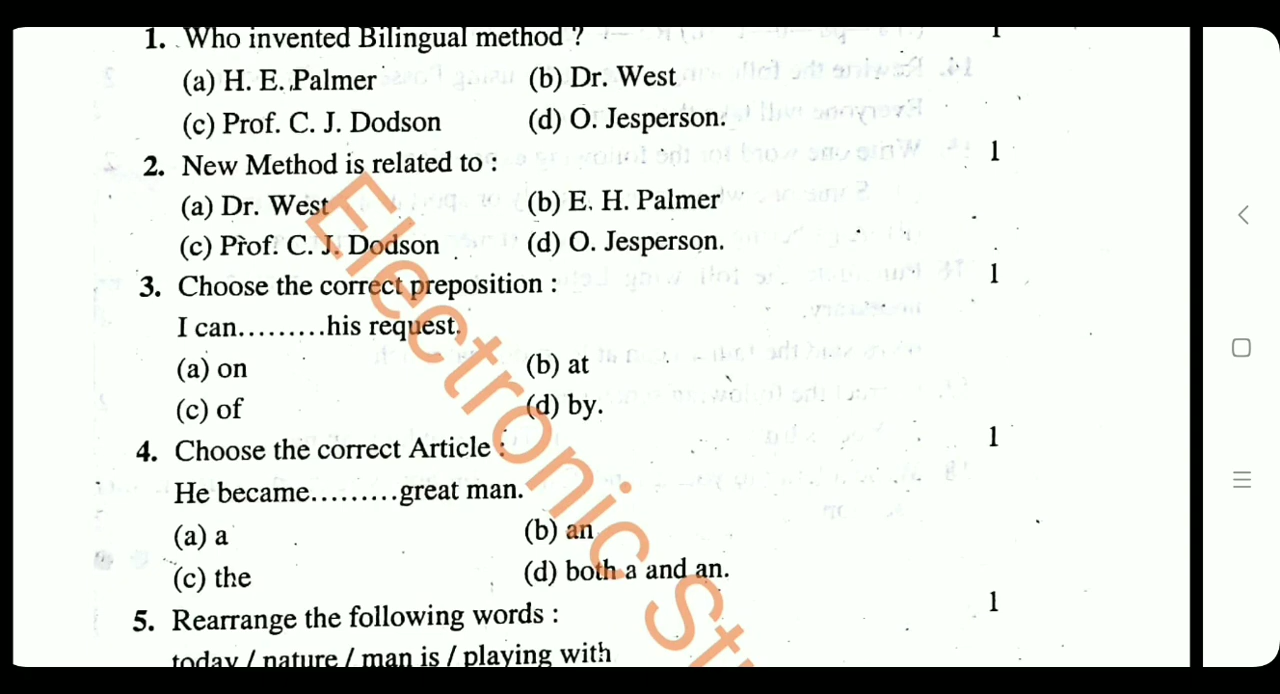 1. Who invented Bilingual method ? 1
(a) H. E. Palmer (b) Dr. West
(c) Prof. C. J. Dodson (d) O. Jesperson.
2. New Method is related to : 1
(a) Dr. West (b) E. H. Palmer
(c) Prof. C. J. Dodson (d) O. Jesperson.
3. Choose the correct preposition : 1
I can.........his request.
(a) on (b) at
(c) of (d) by.
4. Choose the correct Article : 1
He became.........great man.
(a) a (b) an
(c) the (d) both a and an.
5. Rearrange the following words : 1
today / nature / man is / playing with
Electronic St